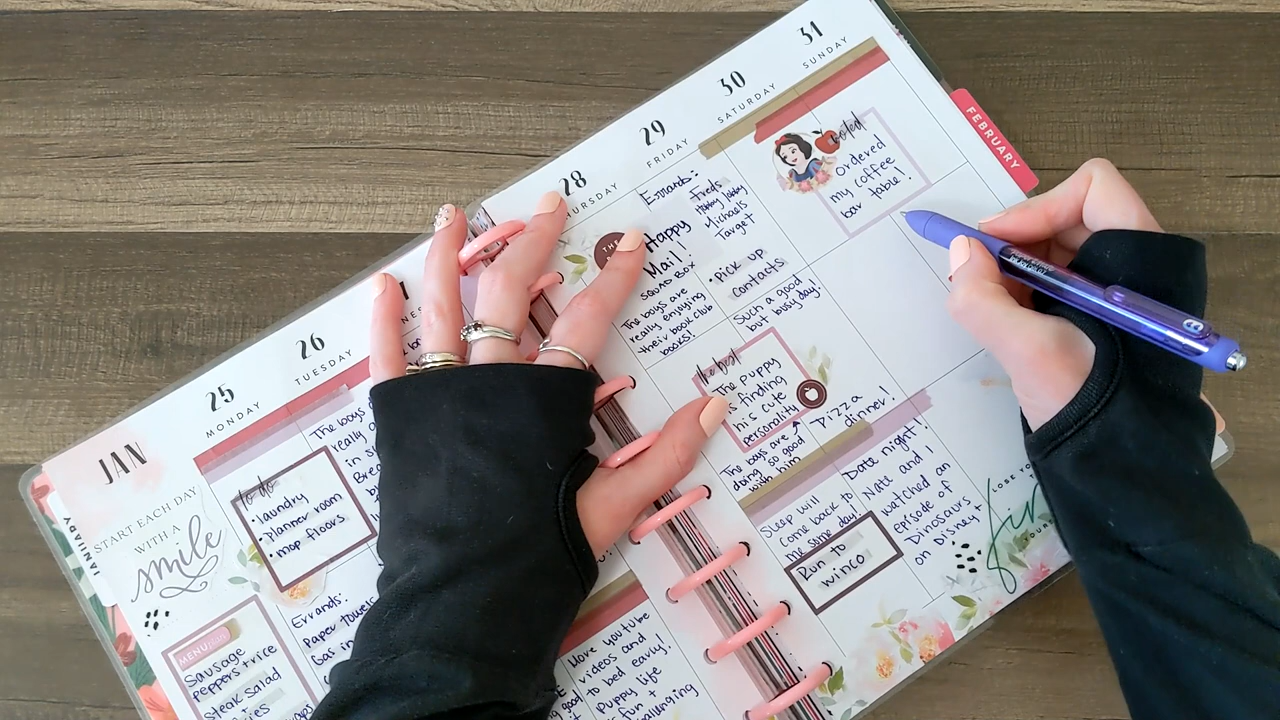 JAN
START EACH DAY
WITH A
smile
MENU
Sausage
peppers + rice
Steak Salad
25
MONDAY
to do
• laundry
• planner room
• mop floors
Errands:
Paper towels
Gas in
26
TUESDAY
The boys
really
in
More youtube
videos and
to bed early!
Puppy life
is fun +
challenging
28
THURSDAY
THE
Happy
Mail!
SQUAD BOX
The boys are
really enjoying
their book club
books!
the best
The puppy
is finding
his cute
personality
The boys are
doing so good
with him
Sleep will
Come back to
me some day!
Run to
winco
29
FRIDAY
Errands:
Freds
Hobby lobby
Michaels
Target
• Pick up
contacts
Such a good
but busy day!
Pizza
dinner!
Date night!
Nate and I
watched an
episode of
Dinosaurs
on Disney+
30
SATURDAY
Ordered
my coffee
bar table!
31
SUNDAY
FEBRUARY